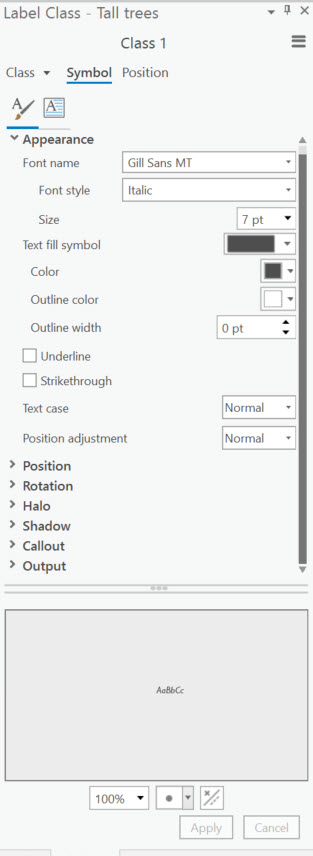 Label Class - Tall trees
Class 1
Class Symbol Position
Appearance
Font name Gill Sans MT
Font style Italic
Size 7 pt
Text fill symbol
Color
Outline color
Outline width 0 pt
Underline
Strikethrough
Text case Normal
Position adjustment Normal
Position
Rotation
Halo
Shadow
Callout
Output
AaBbCc
100%
Apply Cancel